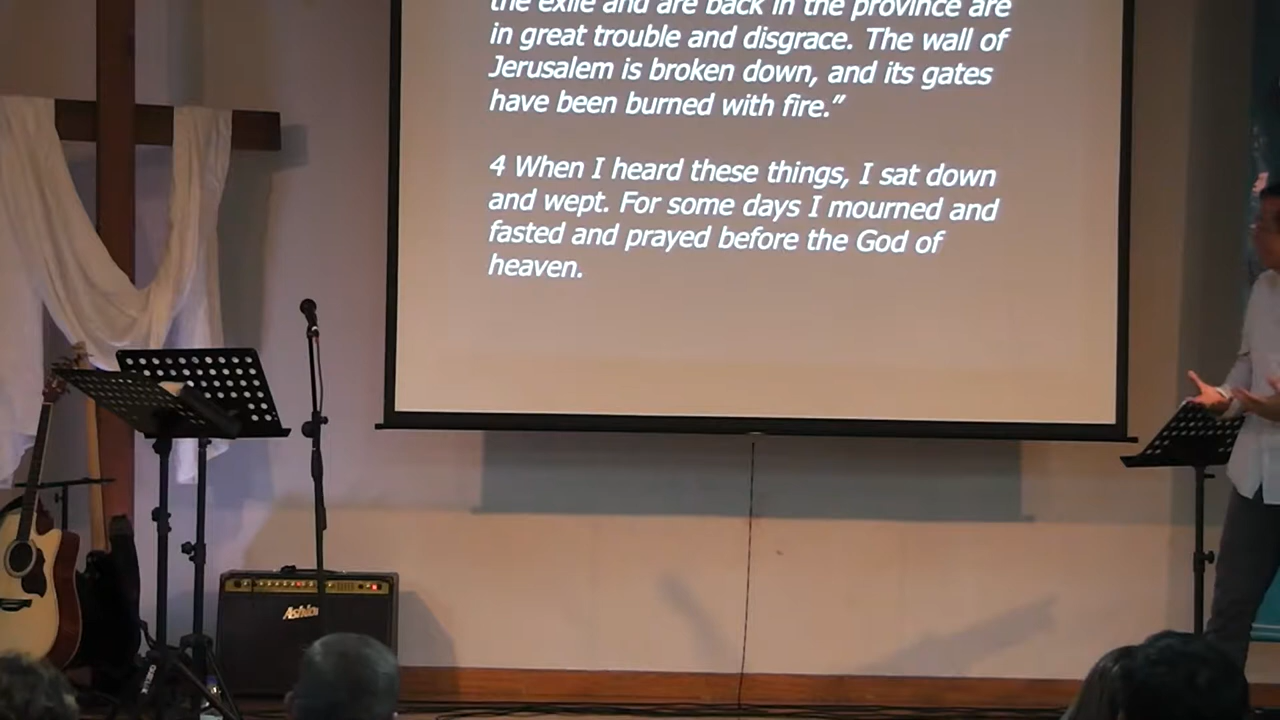 the exile and are back in the province are
in great trouble and disgrace. The wall of
Jerusalem is broken down, and its gates
have been burned with fire.”
4 When I heard these things, I sat down
and wept. For some days I mourned and
fasted and prayed before the God of
heaven.
Ashton